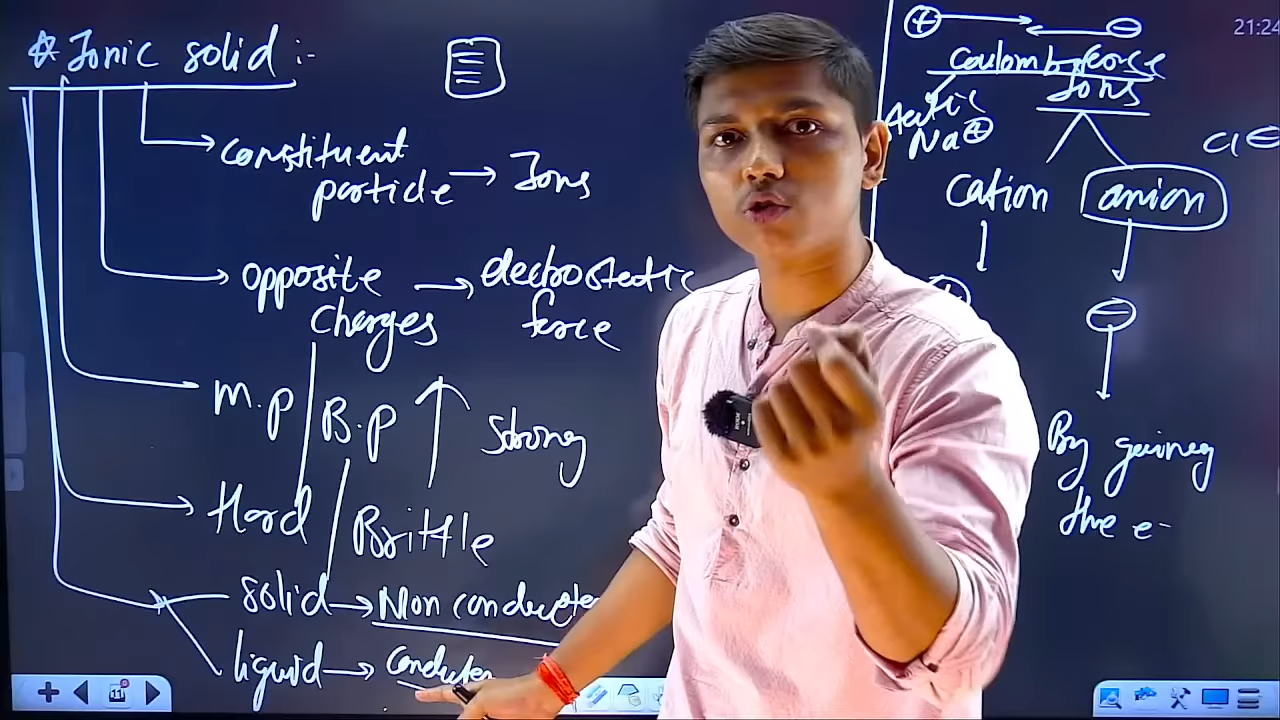 ☆ Ionic solid :-
constituent
particle → Ions
opposite → electrostatic
charges force
M.P / B.P ↑ strong
Hard / Brittle
solid → Non conductor
liquid → Conductor
11
+ → ← -
21:24
Coulomb force
Ions
Na+
Cl-
cation anion
-
By gaining
the e-